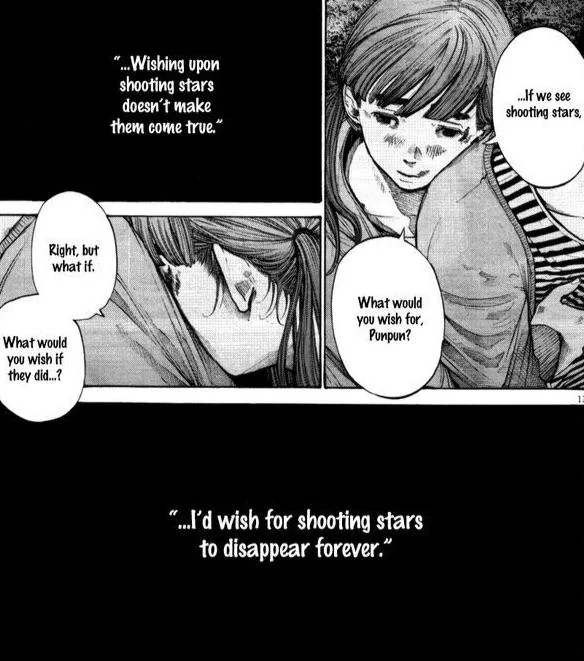 ...If we see
shooting stars,
What would
you wish for,
Punpun?
“...Wishing upon
shooting stars
doesn't make
them come true.”
Right, but
what if.
What would
you wish if
they did...?
“...I'd wish for shooting stars
to disappear forever.”